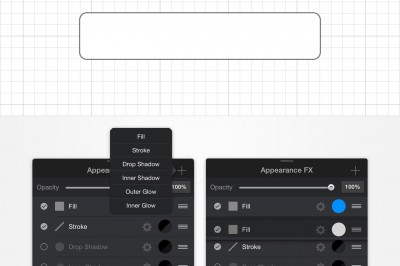 Fill
Stroke
Drop Shadow
Inner Shadow
Outer Glow
Inner Glow
Appea
Opacity
100%
Fill
Stroke
Drop Shadow
Appearance FX
Opacity
100%
Fill
Fill
Stroke